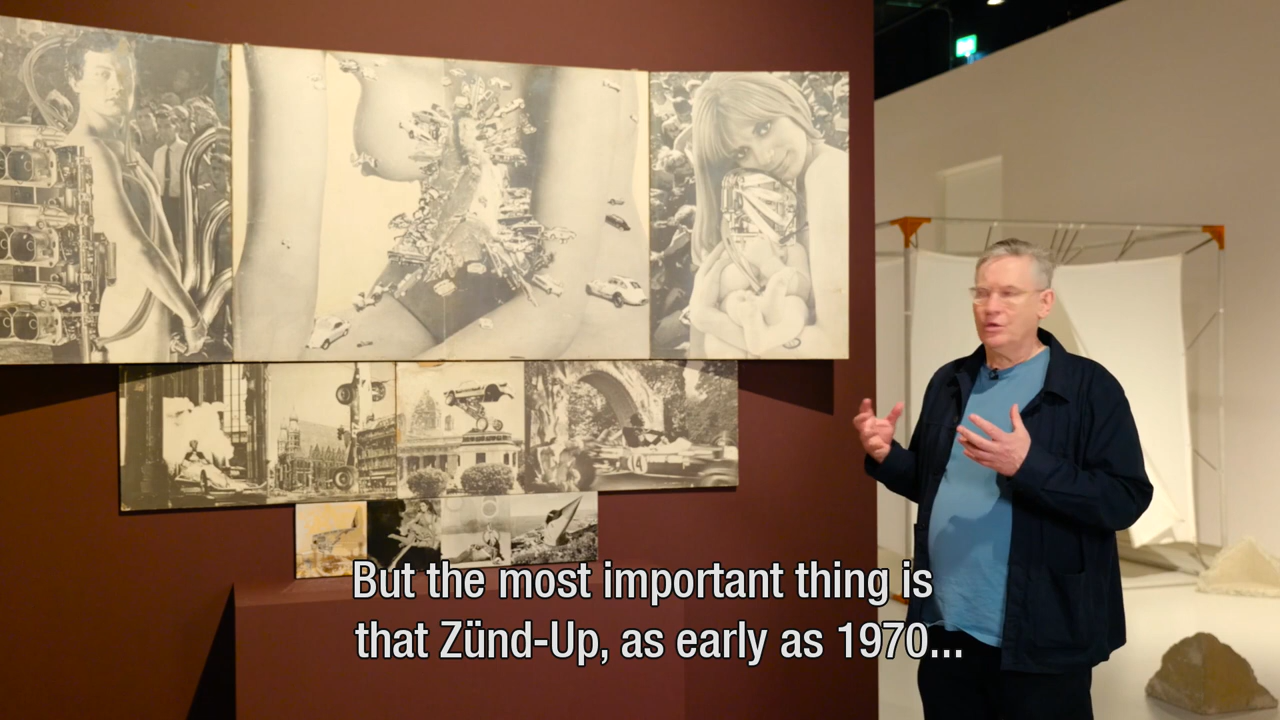 But the most important thing is
that Zünd-Up, as early as 1970...